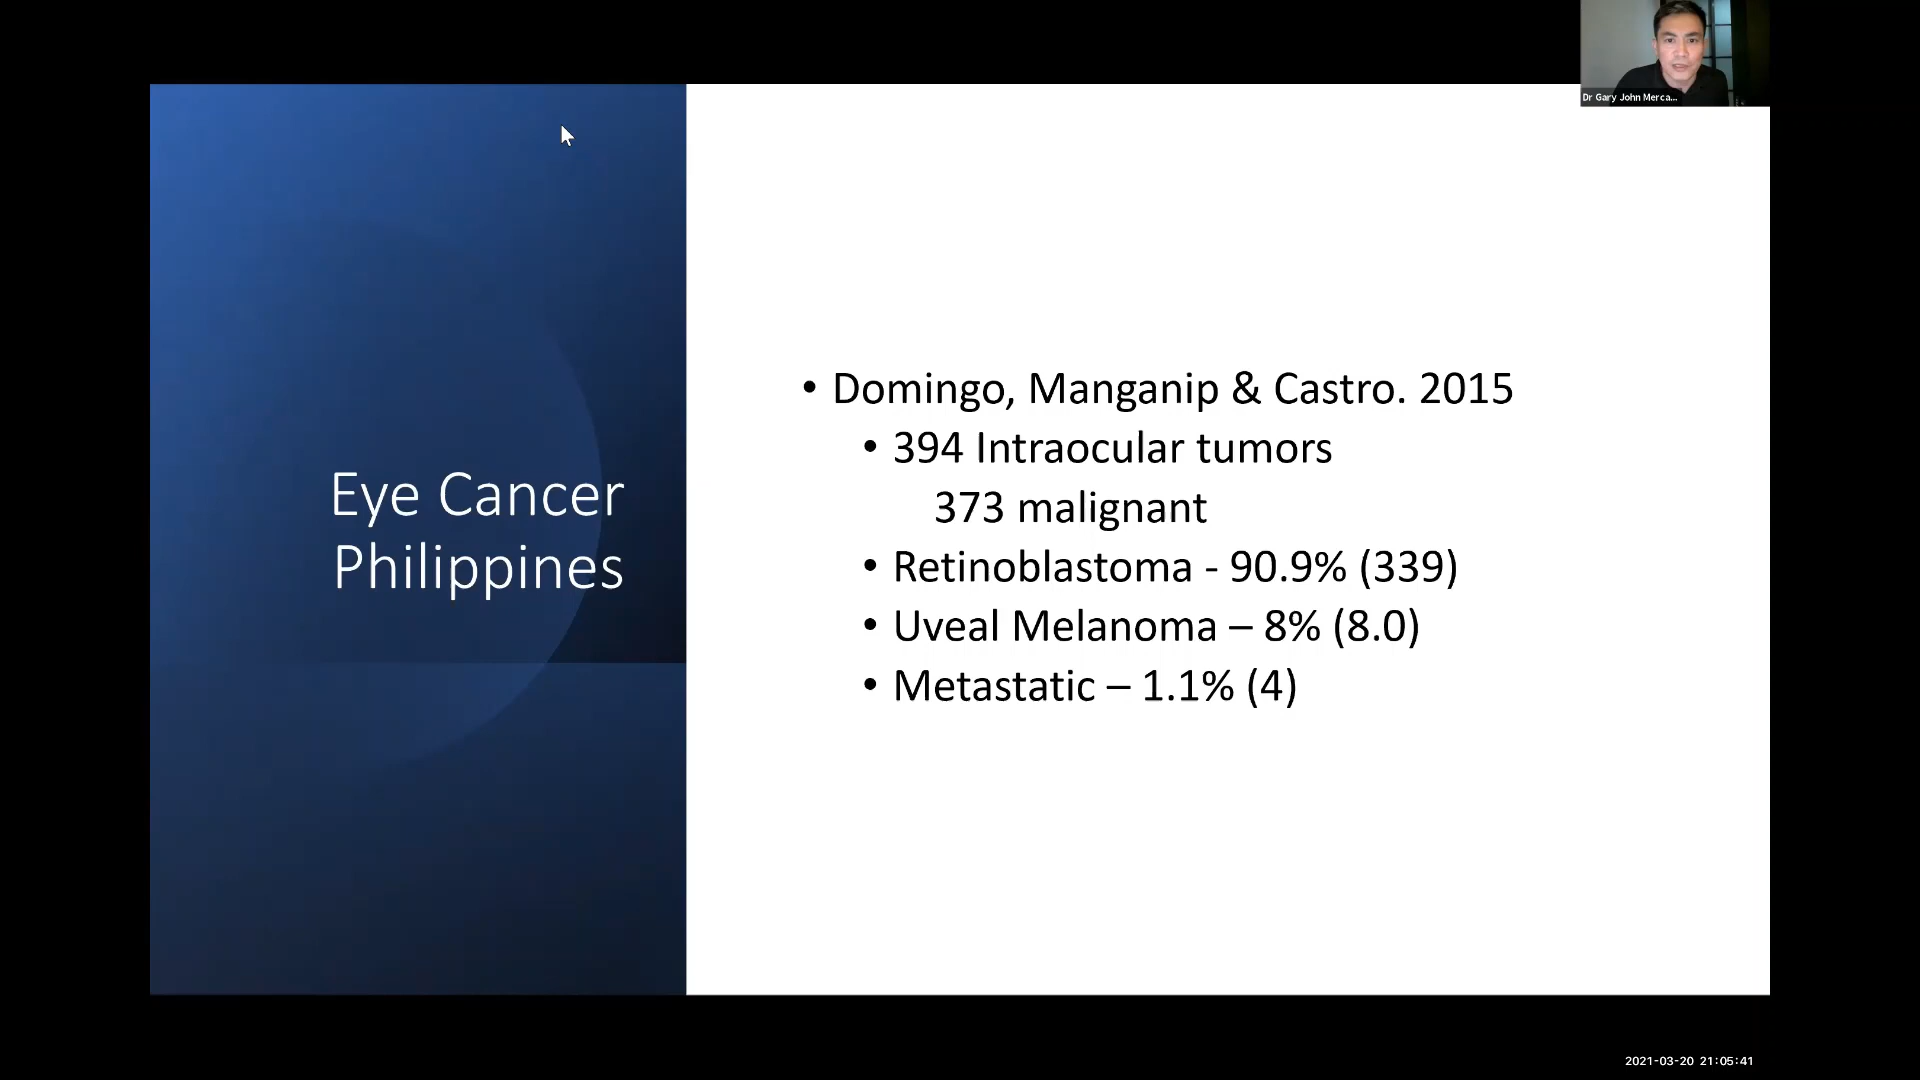 Dr Gary John Merca...
Eye Cancer
Philippines
• Domingo, Manganip & Castro. 2015
• 394 Intraocular tumors
373 malignant
• Retinoblastoma - 90.9% (339)
• Uveal Melanoma – 8% (8.0)
• Metastatic – 1.1% (4)
2021-03-20 21:05:41